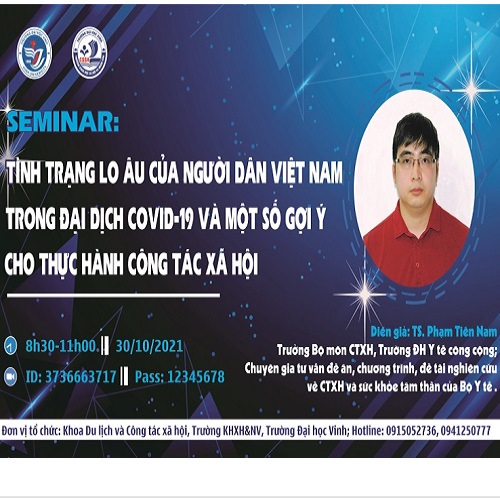 SEMINAR:
TÌNH TRẠNG LO ÂU CỦA NGƯỜI DÂN VIỆT NAM
TRONG ĐẠI DỊCH COVID-19 VÀ MỘT SỐ GỢI Ý
CHO THỰC HÀNH CÔNG TÁC XÃ HỘI
8h30-11h00 || 30/10/2021
ID: 3736663717 || Pass: 12345678
Diễn giả: TS. Phạm Tiến Nam
Trưởng Bộ môn CTXH, Trường ĐH Y tế công cộng;
Chuyên gia tư vấn đề án, chương trình, đề tài nghiên cứu
về CTXH và sức khỏe tâm thần của Bộ Y tế .
Đơn vị tổ chức: Khoa Du lịch và Công tác xã hội, Trường KHXH&NV, Trường Đại học Vinh; Hotline: 0915052736, 0941250777